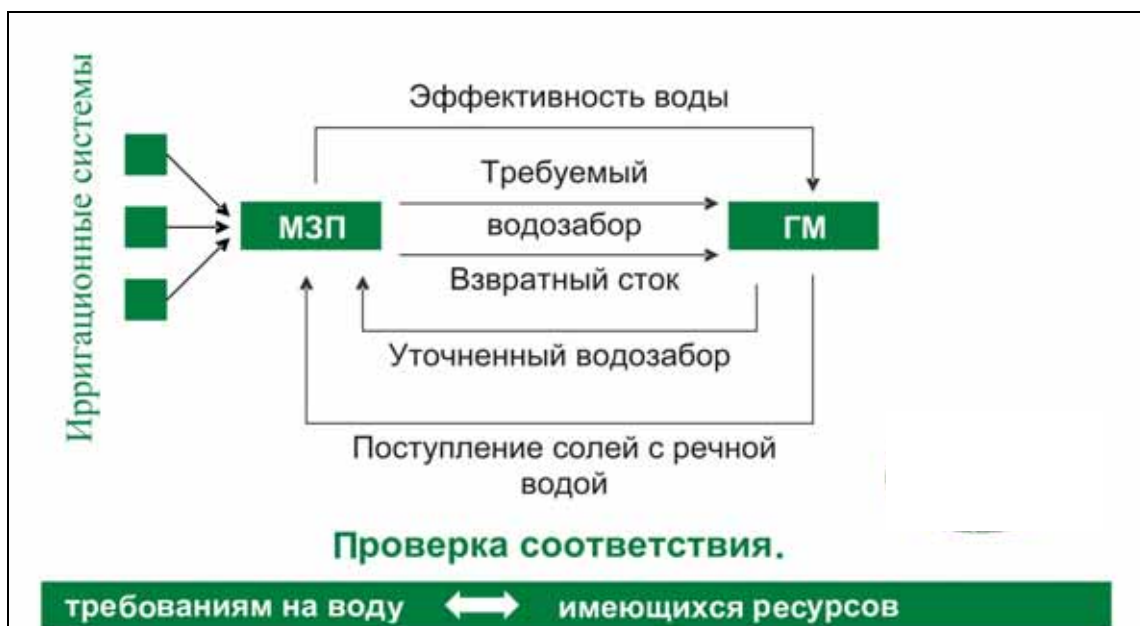 Ирригационные системы
Эффективность воды
Требуемый
МЗП
водозабор
ГМ
Взвратный сток
Уточненный водозабор
Поступление солей с речной
водой
Проверка соответствия.
требованиям на воду
имеющихся ресурсов